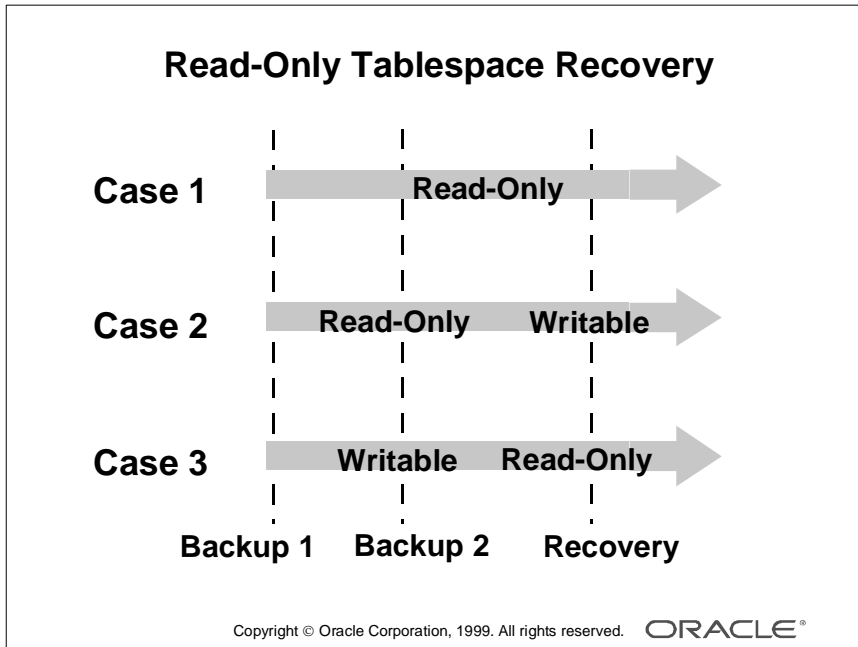 Read-Only Tablespace Recovery
Case 1 Read-Only
Case 2 Read-Only Writable
Case 3 Writable Read-Only
Backup 1 Backup 2 Recovery
Copyright © Oracle Corporation, 1999. All rights reserved. ORACLE®